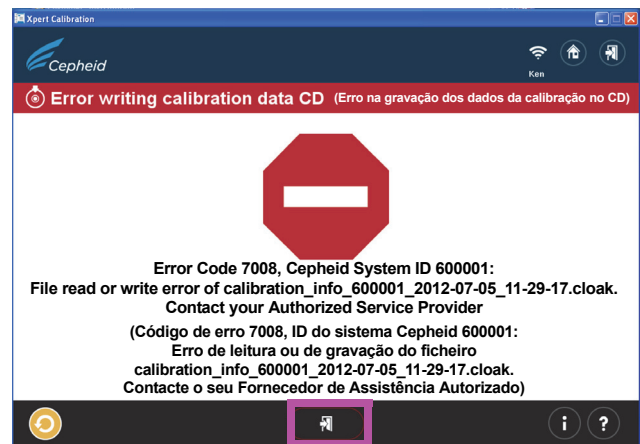 Xpert Calibration
Cepheid
Ken
Error writing calibration data CD (Erro na gravação dos dados da calibração no CD)
Error Code 7008, Cepheid System ID 600001:
File read or write error of calibration_info_600001_2012-07-05_11-29-17.cloak.
Contact your Authorized Service Provider
(Código de erro 7008, ID do sistema Cepheid 600001:
Erro de leitura ou de gravação do ficheiro
calibration_info_600001_2012-07-05_11-29-17.cloak.
Contacte o seu Fornecedor de Assistência Autorizado)
i ?